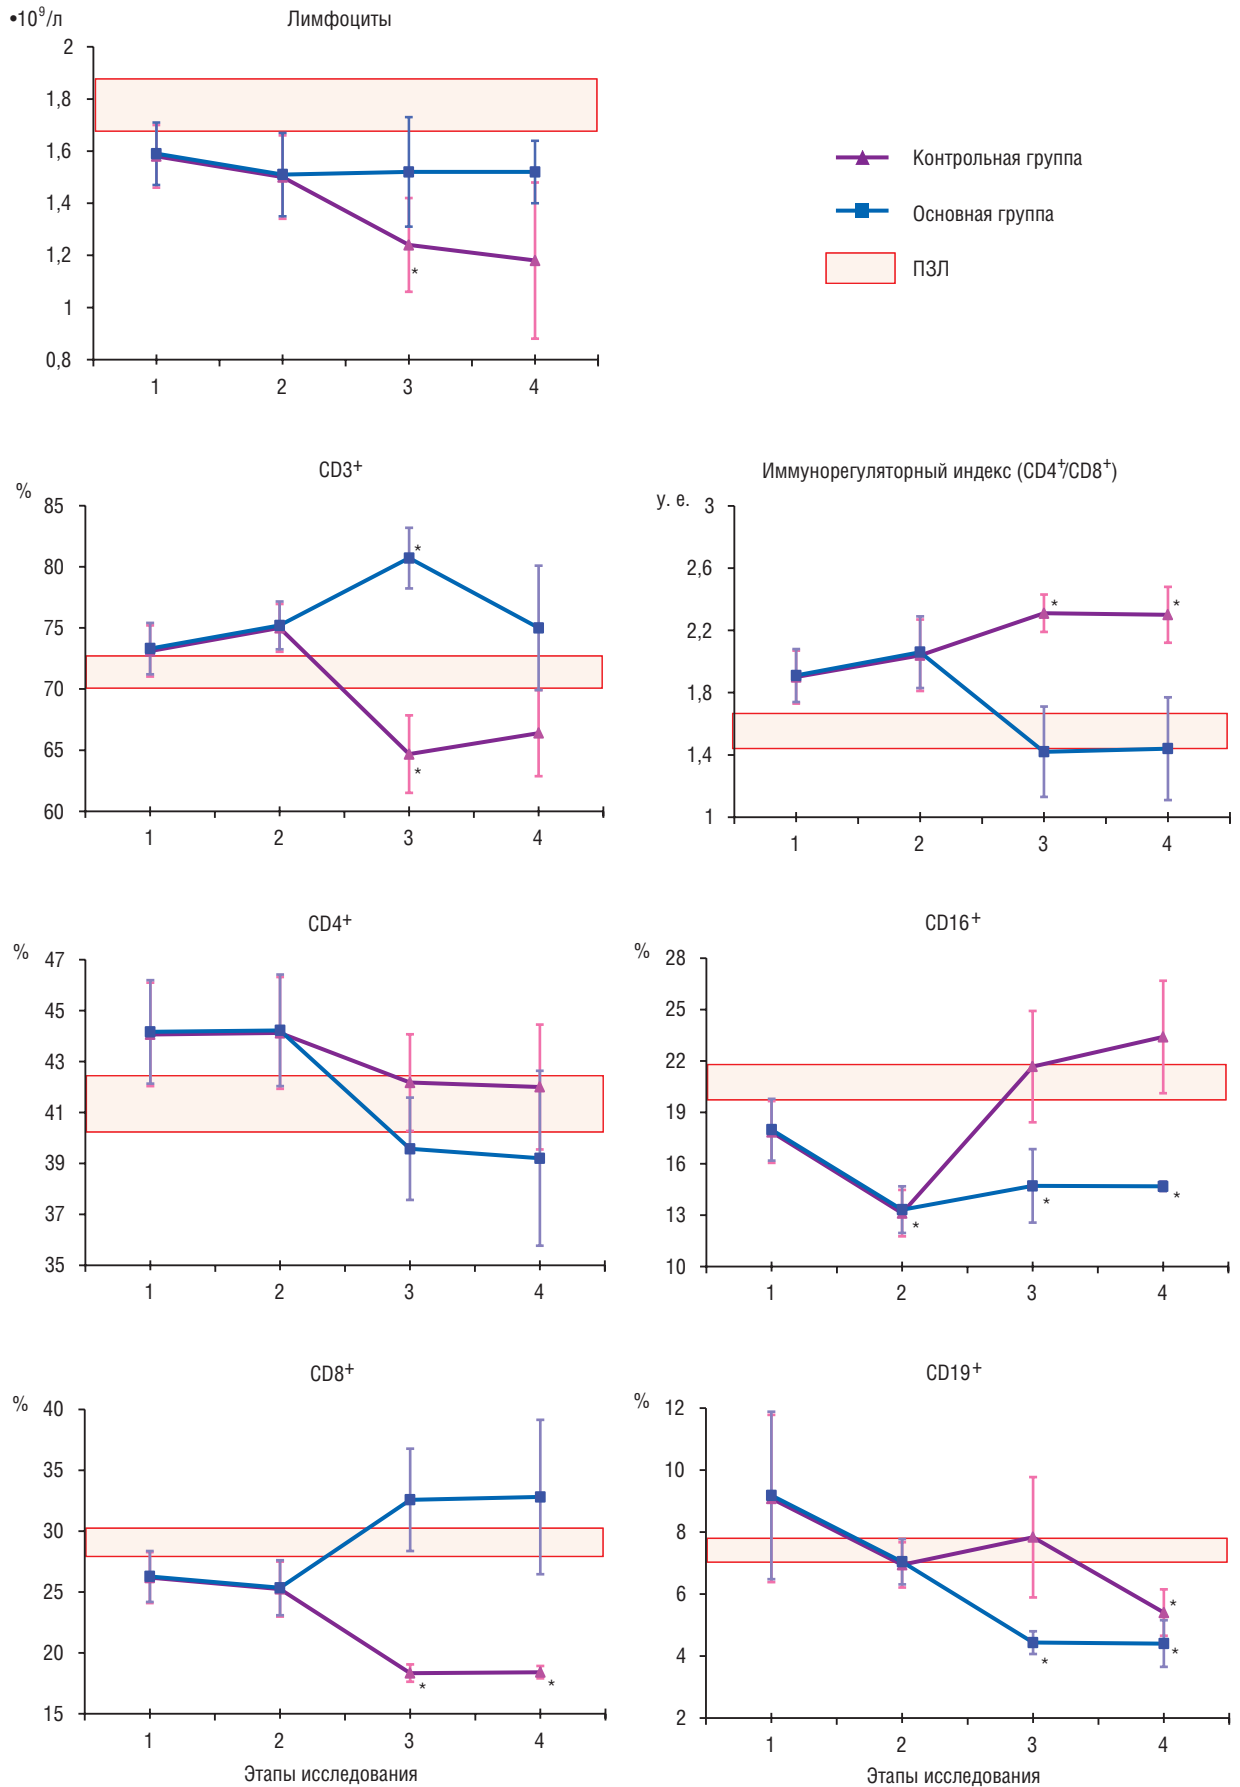 •10⁹/л Лимфоциты
2
1,8
1,6
1,4
1,2
1
0,8
1 2 3 4
Контрольная группа
Основная группа
ПЗЛ
CD3⁺
%
85
80
75
70
65
60
*
*
1 2 3 4
Иммунорегуляторный индекс (CD4⁺/CD8⁺)
у. е.
3
2,6
2,2
1,8
1,4
1
* *
1 2 3 4
CD4⁺
%
47
45
43
41
39
37
35
1 2 3 4
CD16⁺
%
28
25
22
19
16
13
10
* * *
1 2 3 4
CD8⁺
%
40
35
33
30
25
20
15
* *
1 2 3 4
Этапы исследования
CD19⁺
%
12
10
8
6
4
2
*
* *
1 2 3 4
Этапы исследования